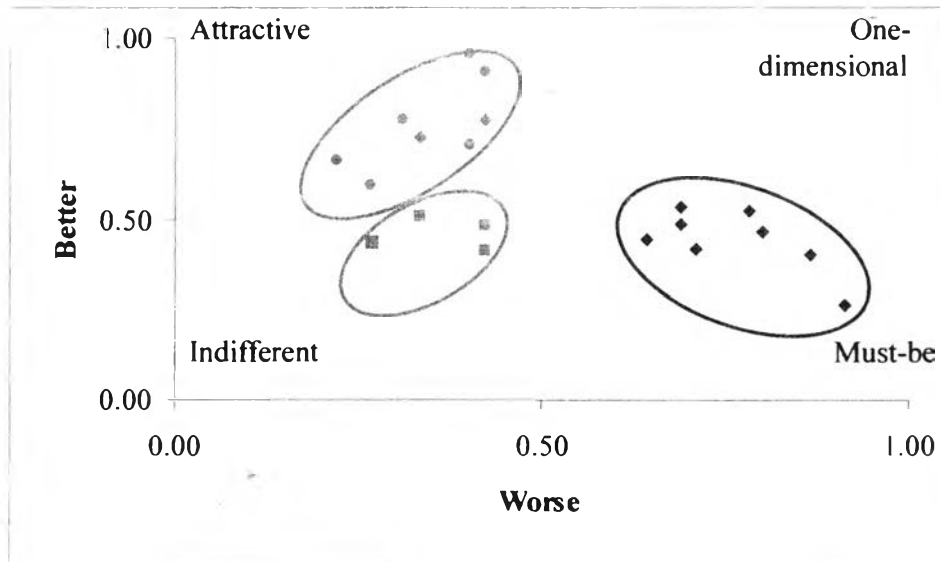 1.00
Attractive
One-
dimensional
Better
0.50
Indifferent
Must-be
0.00
0.00
0.50
1.00
Worse